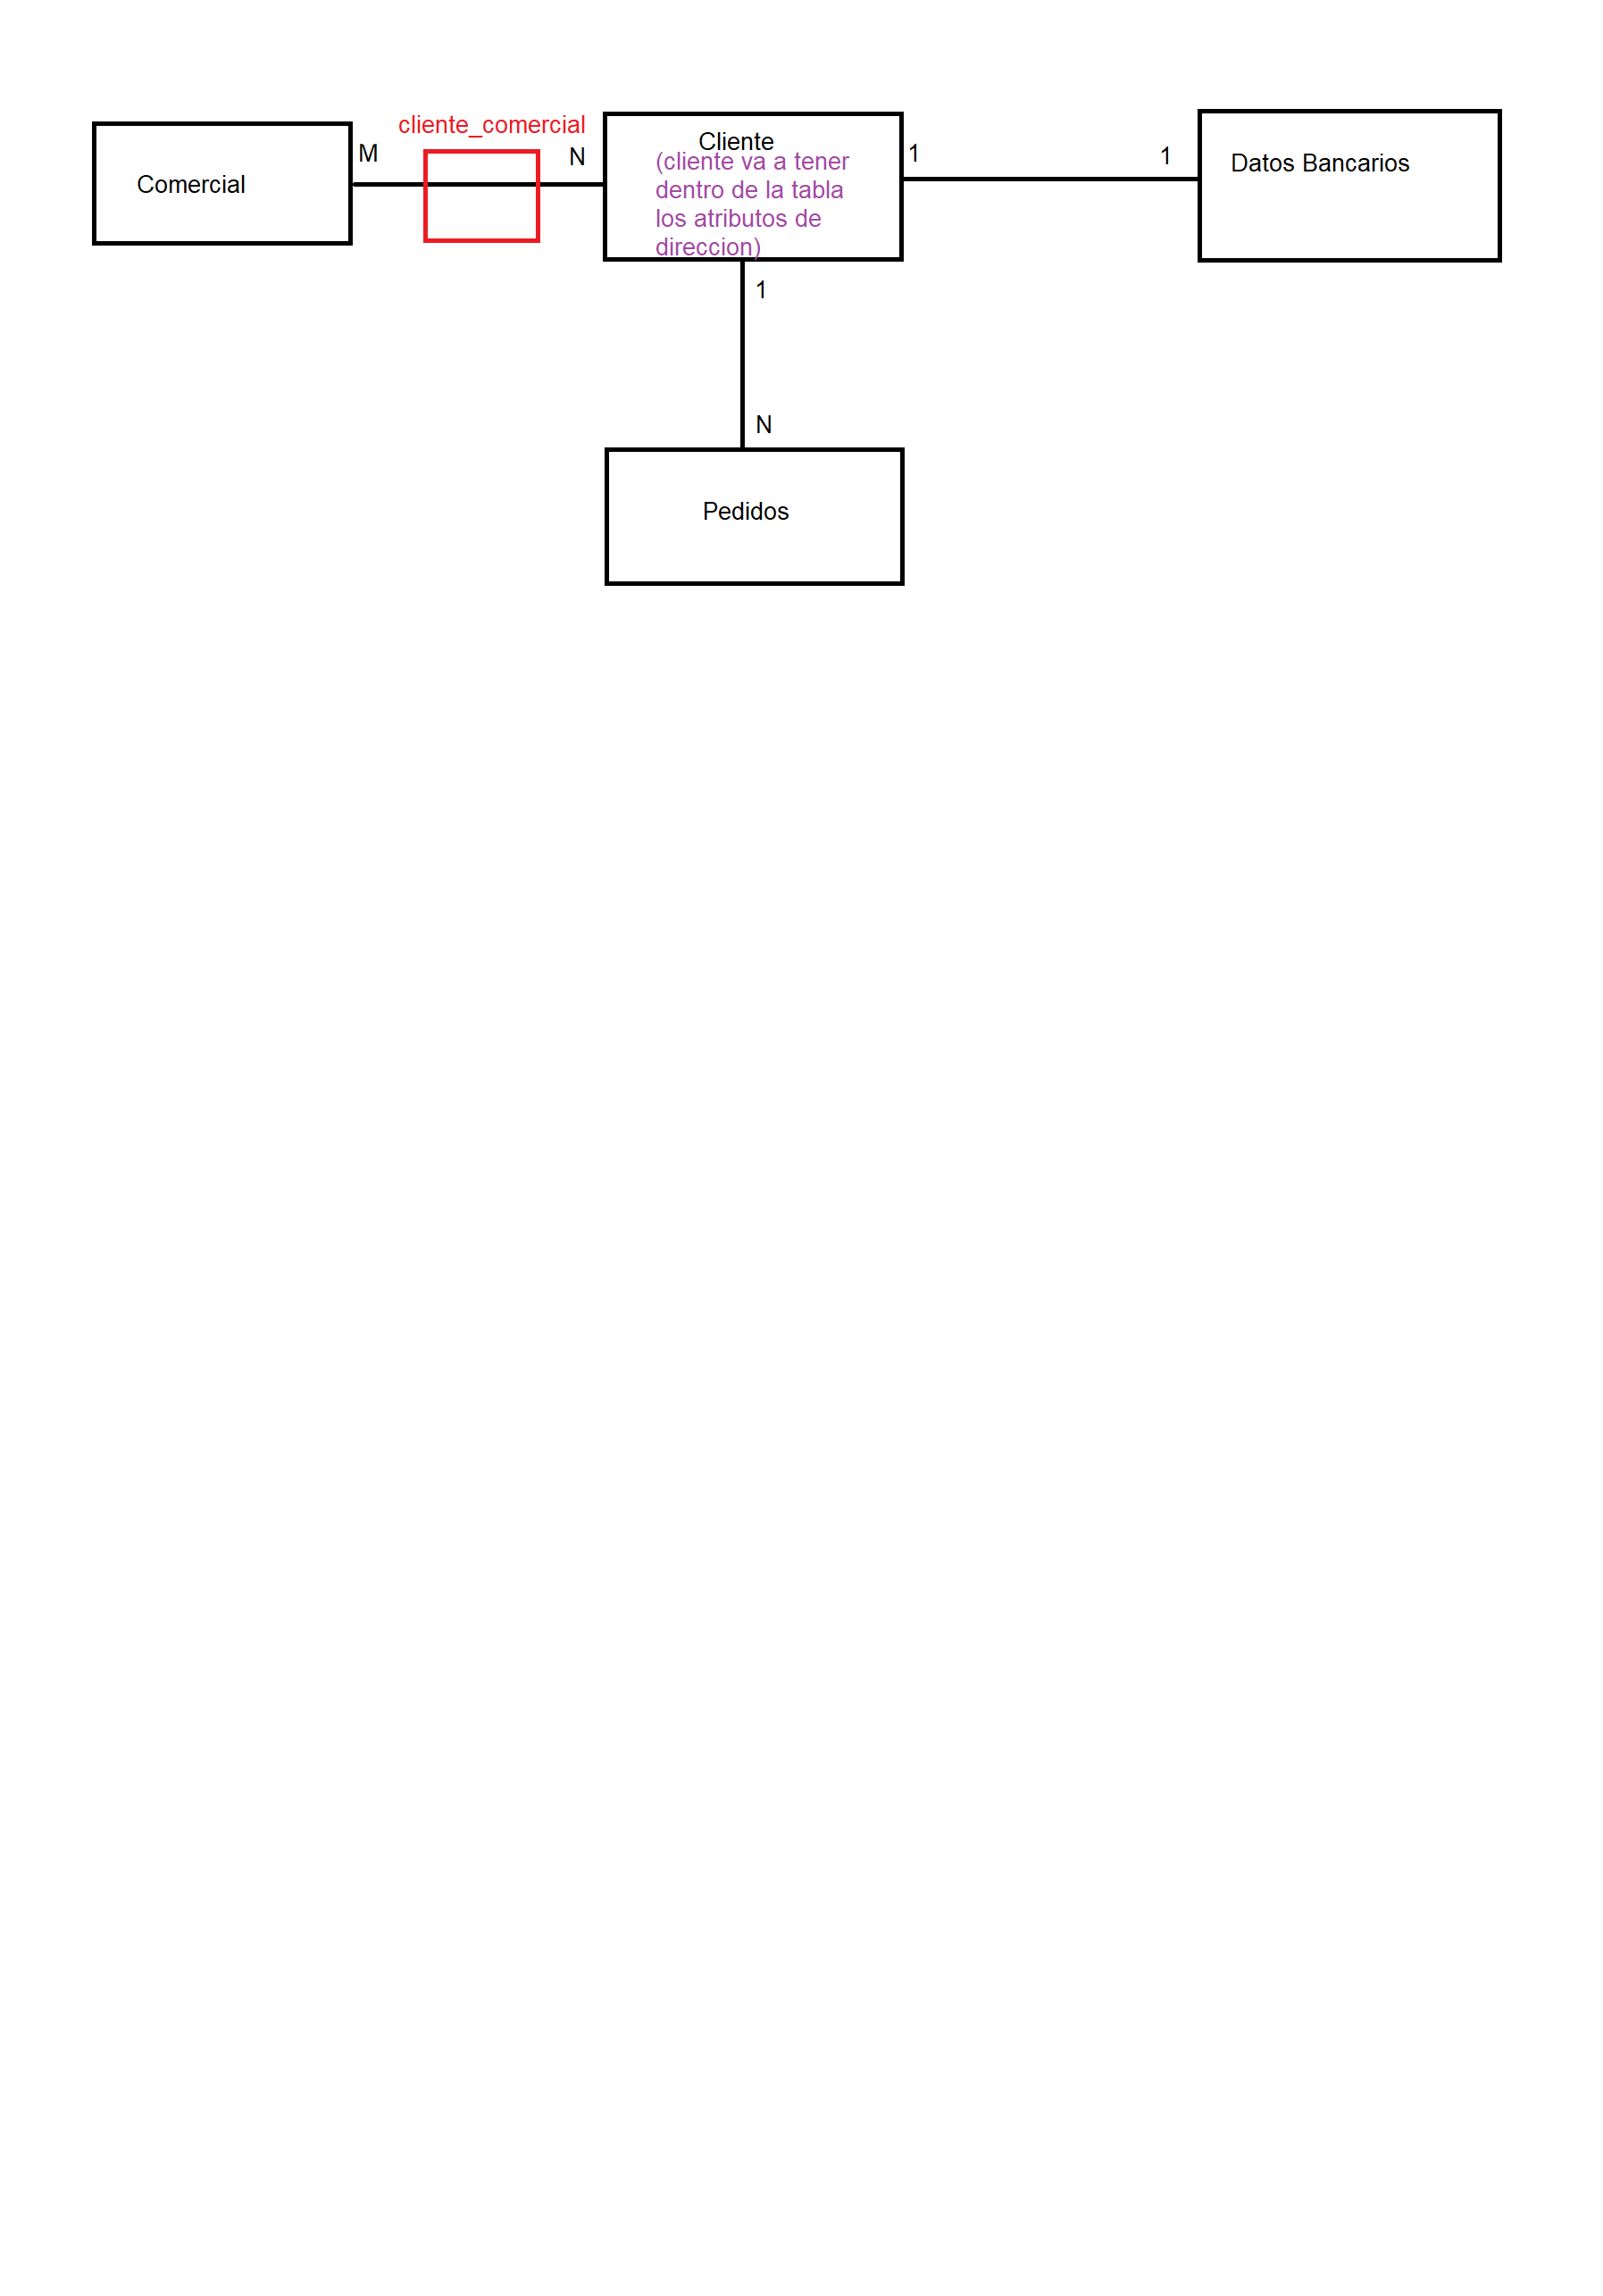 cliente_comercial
Comercial
M
N
Cliente
(cliente va a tener
dentro de la tabla
los atributos de
direccion)
1
1
Datos Bancarios
1
N
Pedidos